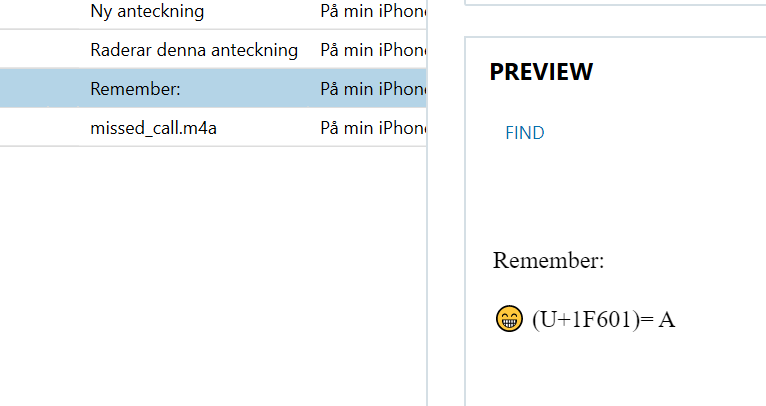 Ny anteckning På min iPhone
Raderar denna anteckning På min iPhone
Remember: På min iPhone
missed_call.m4a På min iPhone
PREVIEW
FIND
Remember:
😁 (U+1F601)= A